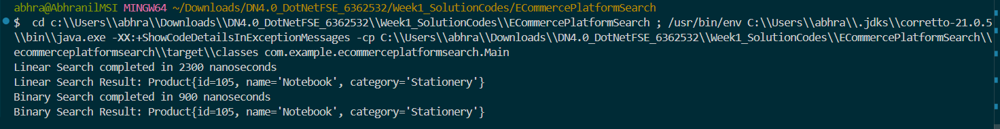 abhra@AbhranilMSI MINGW64 ~/Downloads/DN4.0_DotNetFSE_6362532/Week1_SolutionCodes/ECommercePlatformSearch
$  cd c:\\Users\\abhra\\Downloads\\DN4.0_DotNetFSE_6362532\\Week1_SolutionCodes\\ECommercePlatformSearch ; /usr/bin/env C:\\Users\\abhra\\.jdks\\corretto-21.0.5
\\bin\\java.exe -XX:+ShowCodeDetailsInExceptionMessages -cp C:\\Users\\abhra\\Downloads\\DN4.0_DotNetFSE_6362532\\Week1_SolutionCodes\\ECommercePlatformSearch\\
ecommerceplatformsearch\\target\\classes com.example.ecommerceplatformsearch.Main
Linear Search completed in 2300 nanoseconds
Linear Search Result: Product{id=105, name='Notebook', category='Stationery'}
Binary Search completed in 900 nanoseconds
Binary Search Result: Product{id=105, name='Notebook', category='Stationery'}